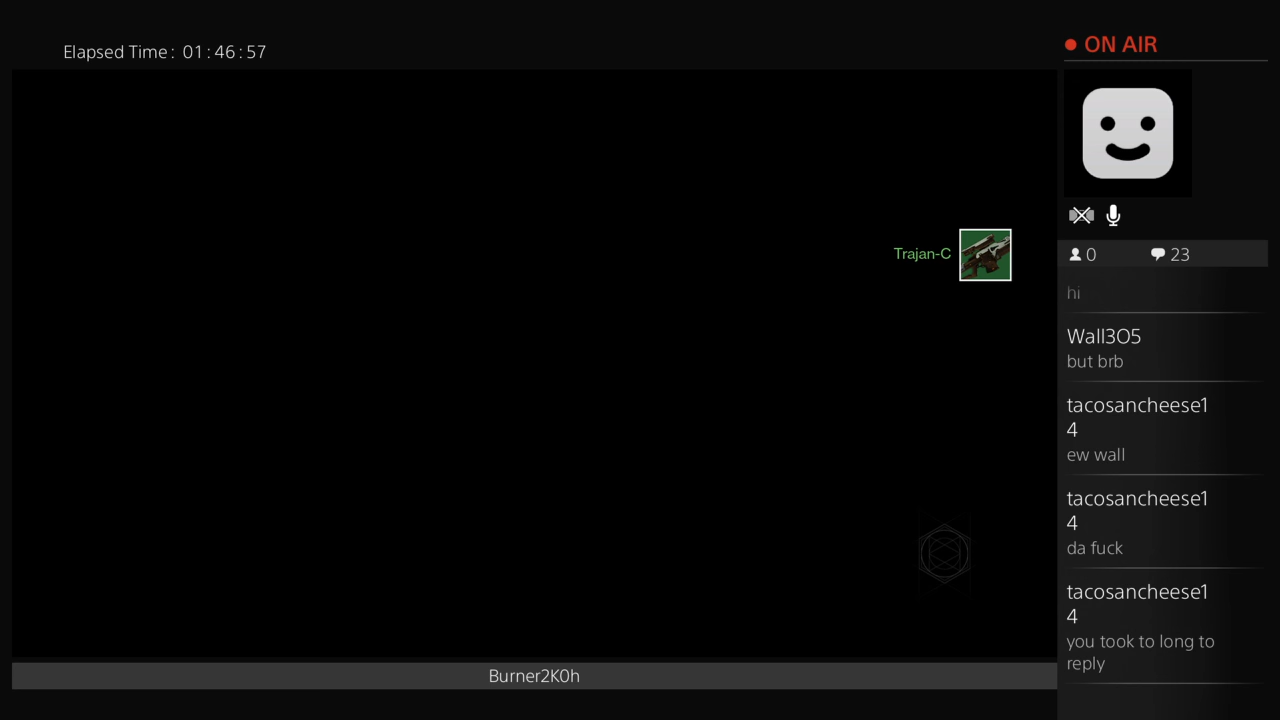 Elapsed Time: 01:46:57
ON AIR
Trajan-C
0
23
hi
Wall3O5
but brb
tacosancheese1
4
ew wall
tacosancheese1
4
da fuck
tacosancheese1
4
you took to long to
reply
Burner2K0h